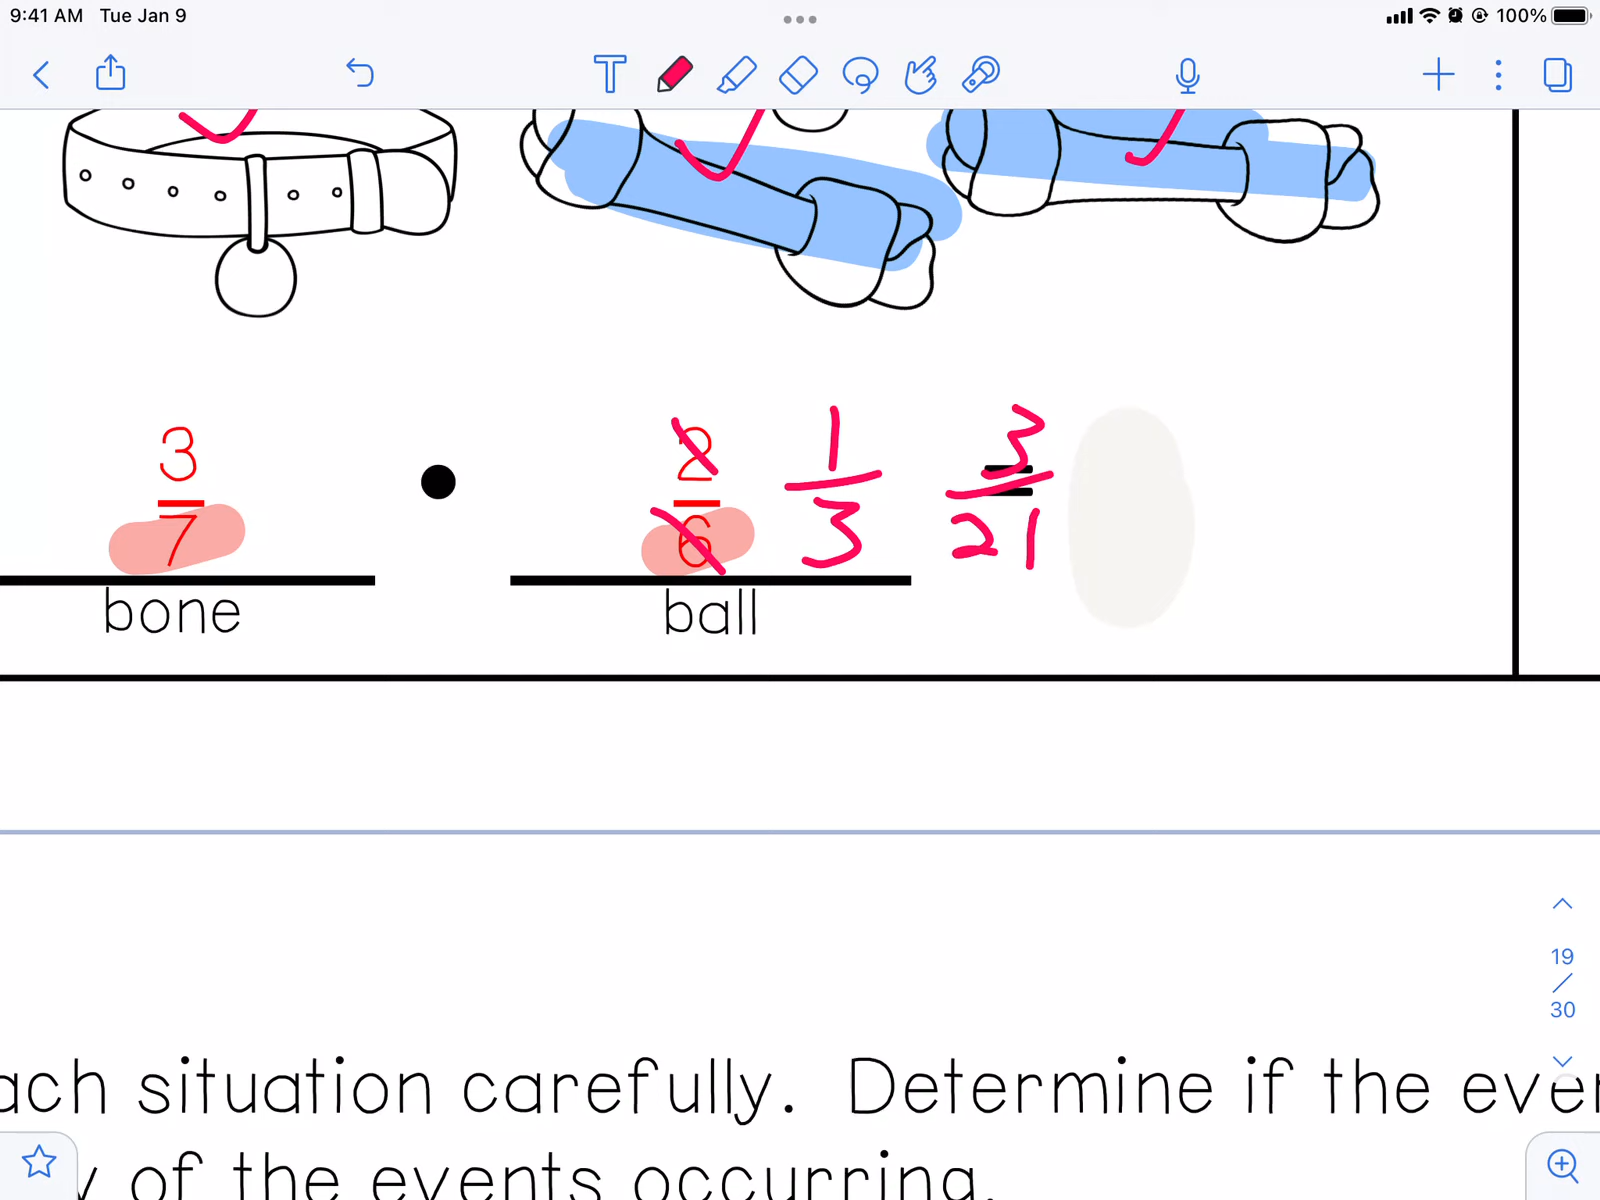 9:41 AM Tue Jan 9
100%
T
3/7 • 2/6 1/3 = 3/21
bone ball
19
/
30
ach situation carefully. Determine if the ever
y of the events occurring.